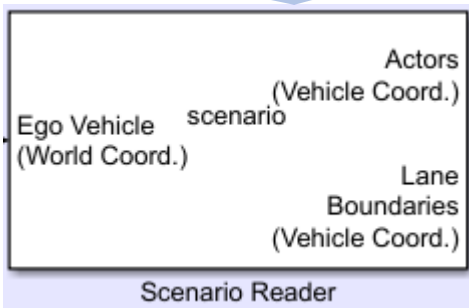 Actors
(Vehicle Coord.)
scenario
Ego Vehicle
(World Coord.)
Lane
Boundaries
(Vehicle Coord.)
Scenario Reader